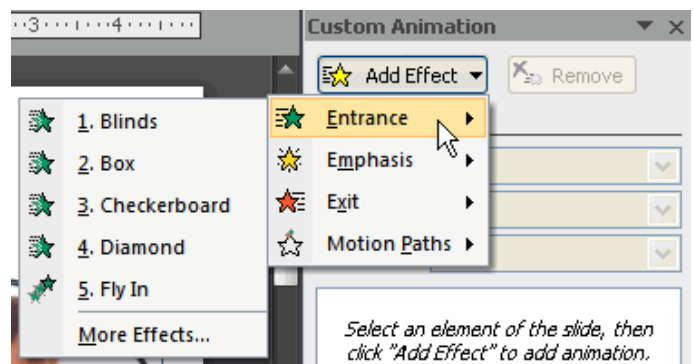 3 4
Custom Animation
Add Effect Remove
1. Blinds
2. Box
3. Checkerboard
4. Diamond
5. Fly In
More Effects...
Entrance
Emphasis
Exit
Motion Paths
Select an element of the slide, then
click "Add Effect" to add animation.